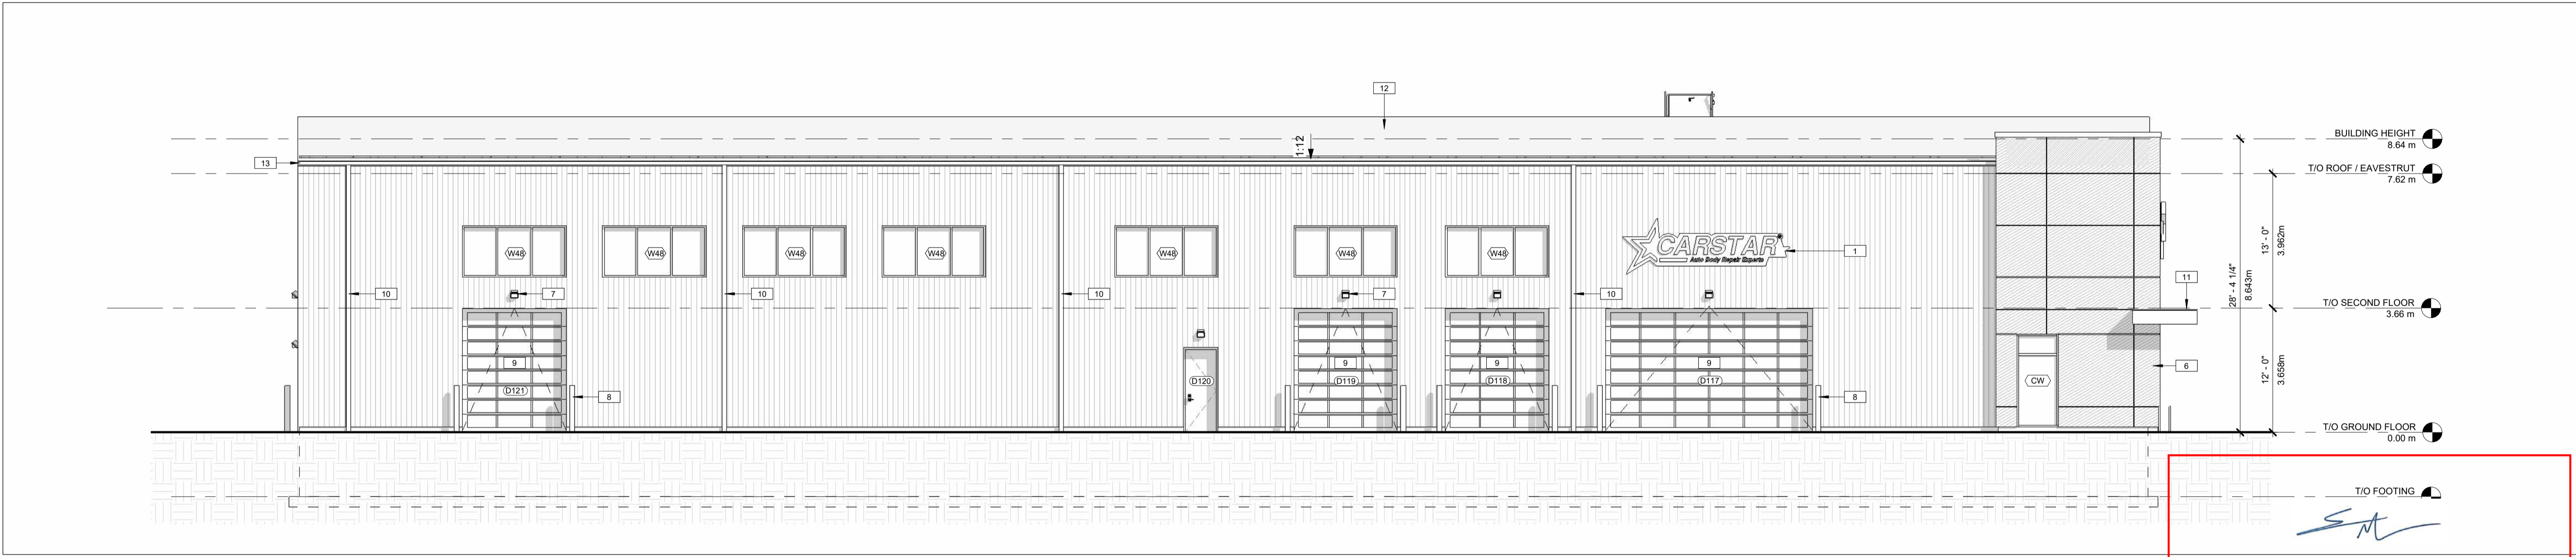 12
BUILDING HEIGHT
8.64 m
1:12
13
T/O ROOF / EAVESTRUT
7.62 m
W48
W48
W48
W48
W48
W48
W48
CARSTAR®
Auto Body Repair Experts
1
13' - 0"
3.962m
28' - 4 1/4"
8.643m
11
10
7
10
10
7
10
T/O SECOND FLOOR
3.66 m
9
D121
8
D120
9
D119
9
D118
9
D117
8
CW
6
12' - 0"
3.658m
T/O GROUND FLOOR
0.00 m
T/O FOOTING